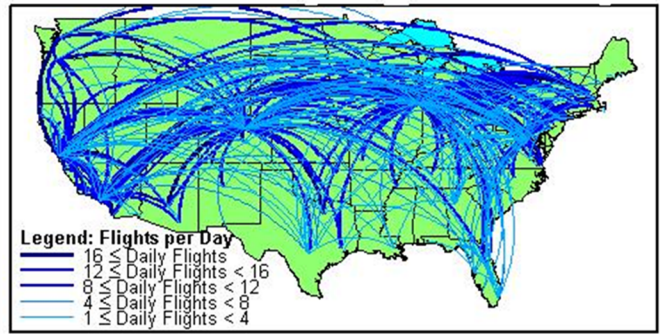 Legend: Flights per Day
16 ≤ Daily Flights
12 ≤ Daily Flights < 16
8 ≤ Daily Flights < 12
4 ≤ Daily Flights < 8
1 ≤ Daily Flights < 4